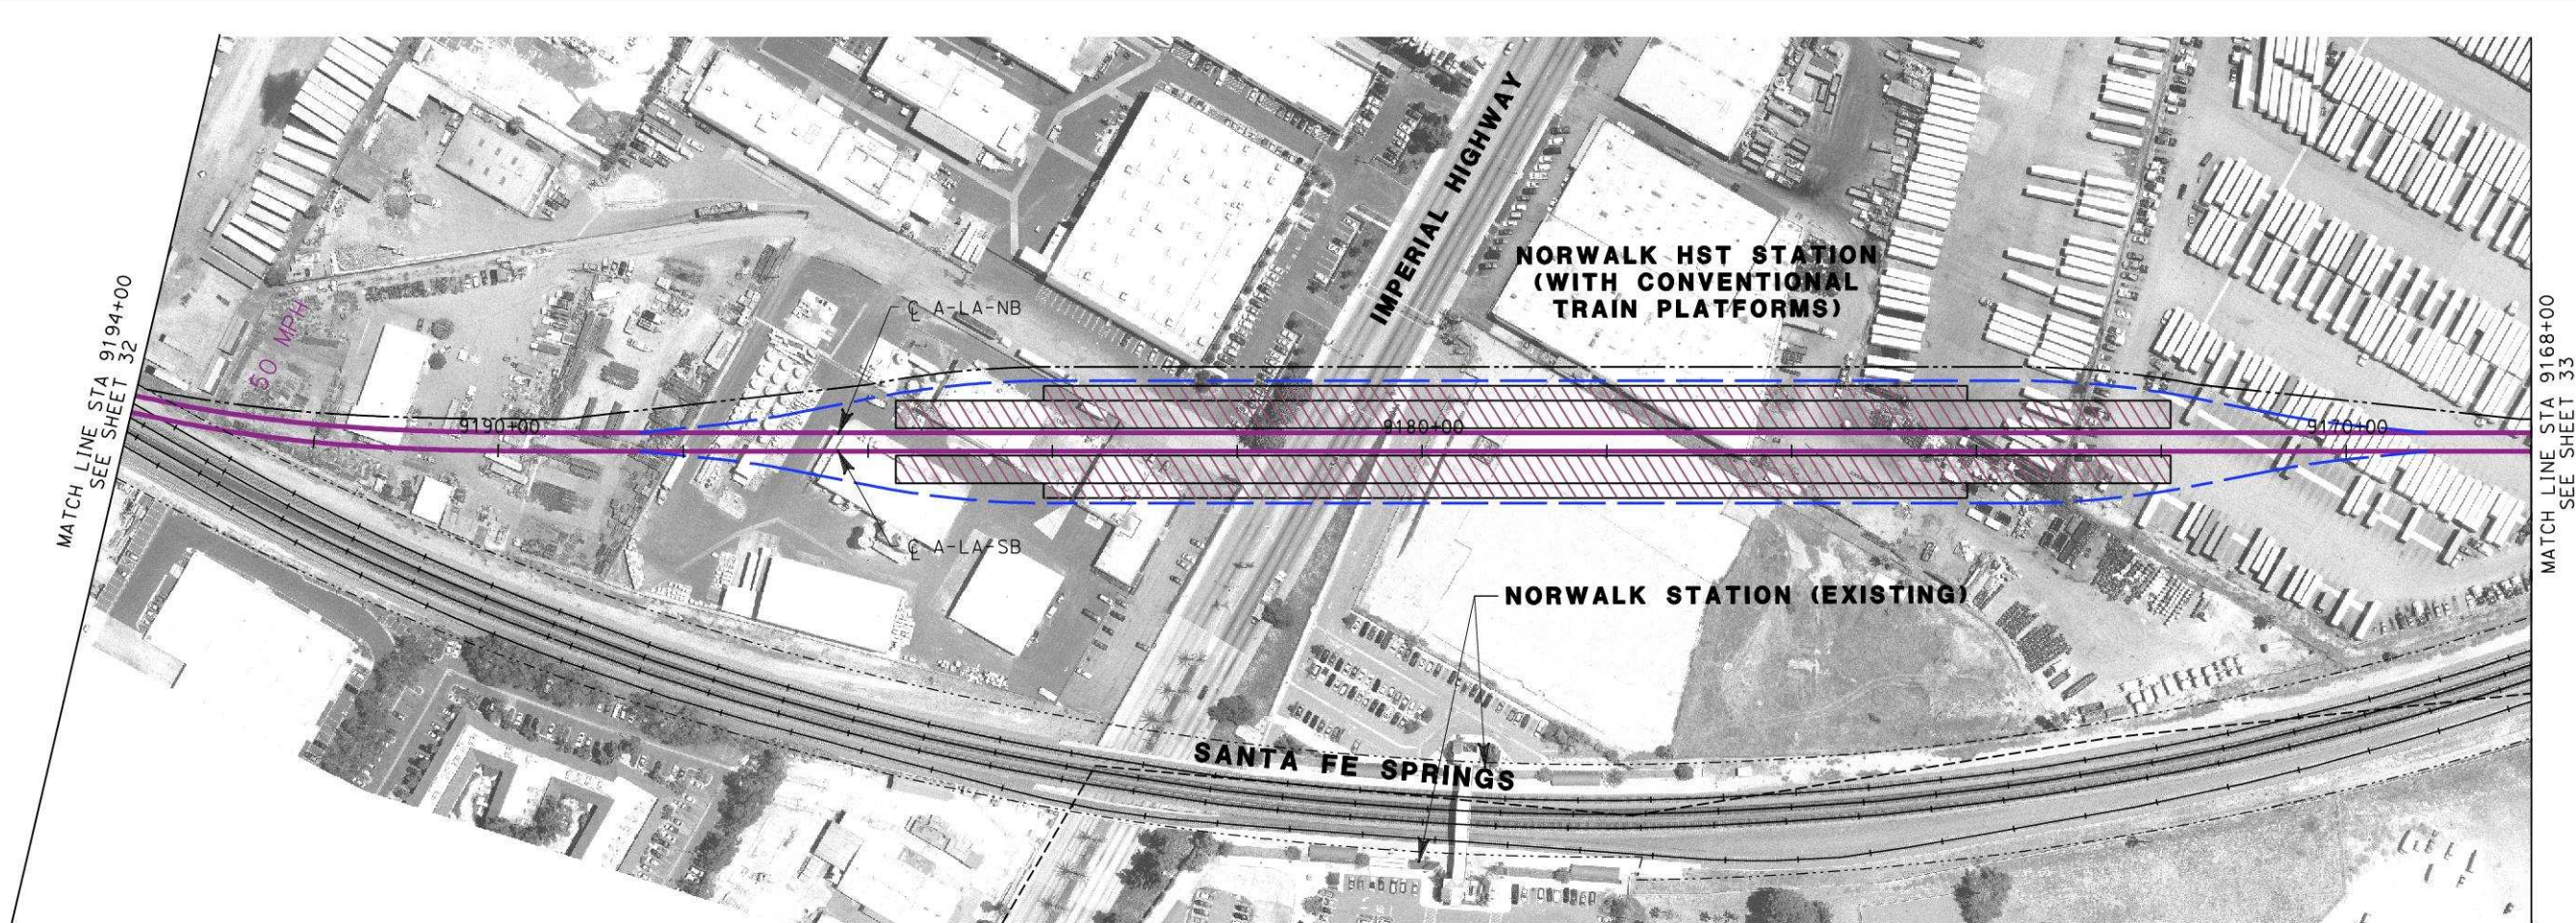 MATCH LINE STA 9194+00
SEE SHEET 32
50 MPH
℄ A-LA-NB
IMPERIAL HIGHWAY
NORWALK HST STATION
(WITH CONVENTIONAL
TRAIN PLATFORMS)
9190+00
9180+00
9170+00
MATCH LINE STA 9168+00
SEE SHEET 33
℄ A-LA-SB
NORWALK STATION (EXISTING)
SANTA FE SPRINGS